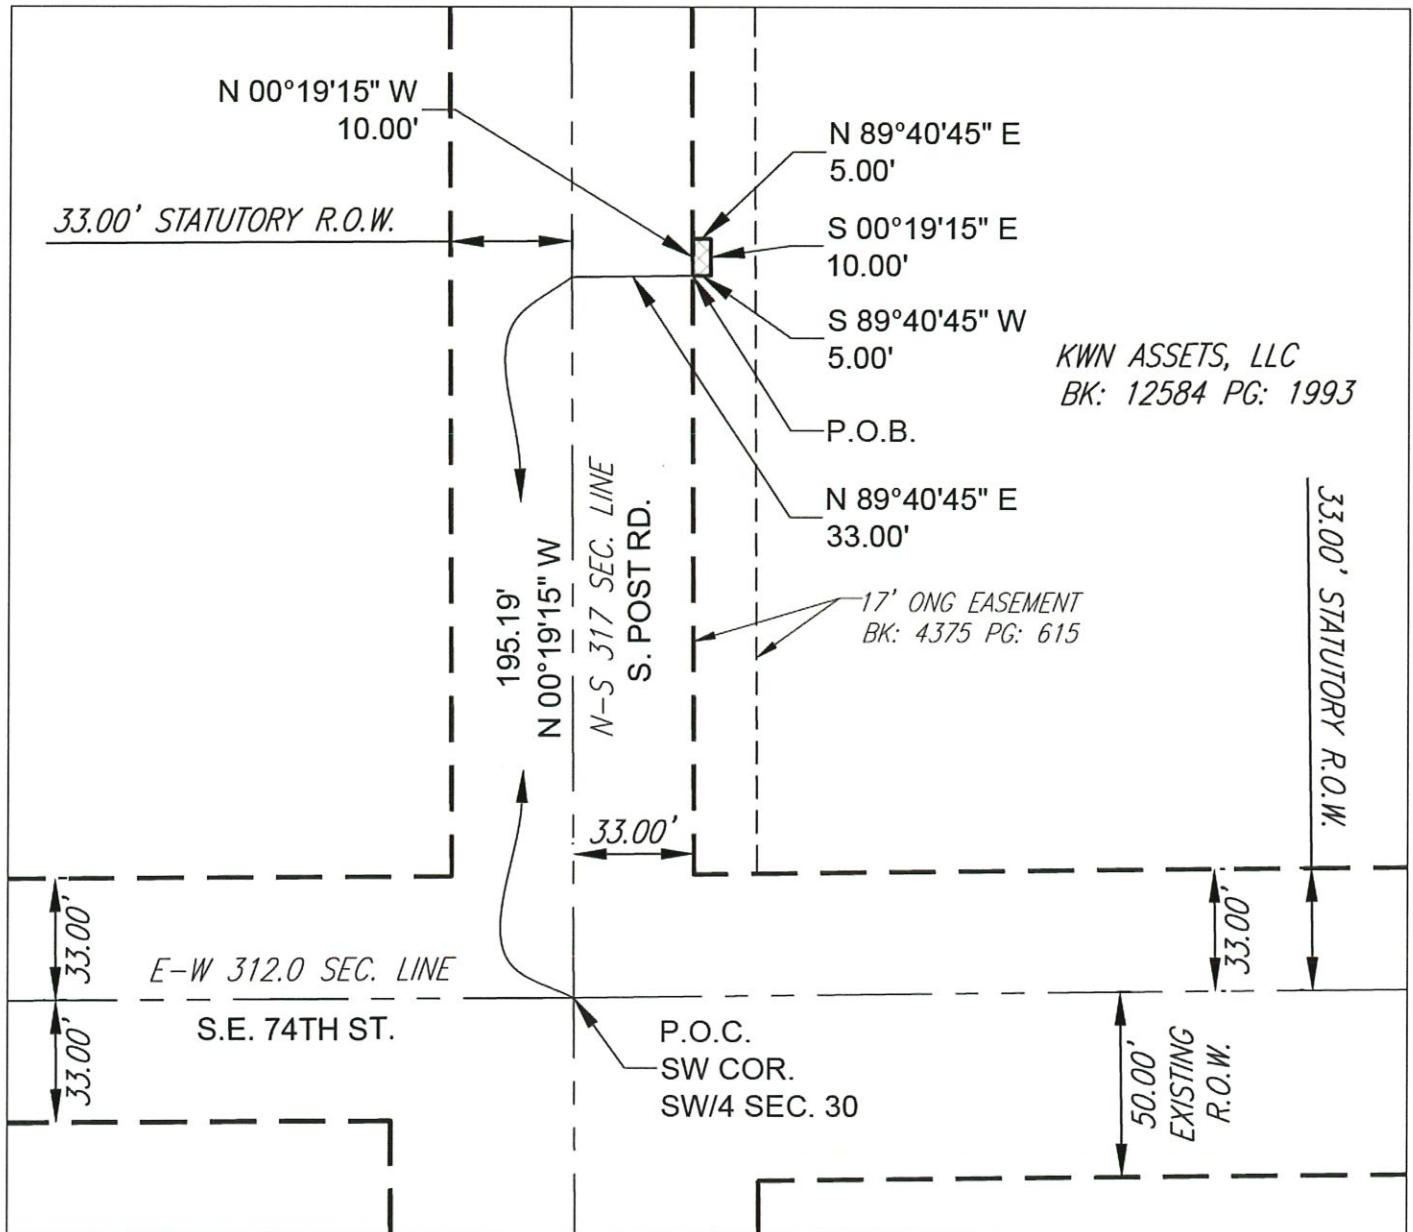 N 00°19'15" W
10.00'
N 89°40'45" E
5.00'
33.00' STATUTORY R.O.W.
S 00°19'15" E
10.00'
S 89°40'45" W
5.00'
KWN ASSETS, LLC
BK: 12584 PG: 1993
P.O.B.
N 89°40'45" E
33.00'
195.19'
N 00°19'15" W
N-S 317 SEC. LINE
S. POST RD.
17' ONG EASEMENT
BK: 4375 PG: 615
33.00' STATUTORY R.O.W.
33.00'
33.00'
33.00'
E-W 312.0 SEC. LINE
S.E. 74TH ST.
33.00'
P.O.C.
SW COR.
SW/4 SEC. 30
50.00'
EXISTING
R.O.W.